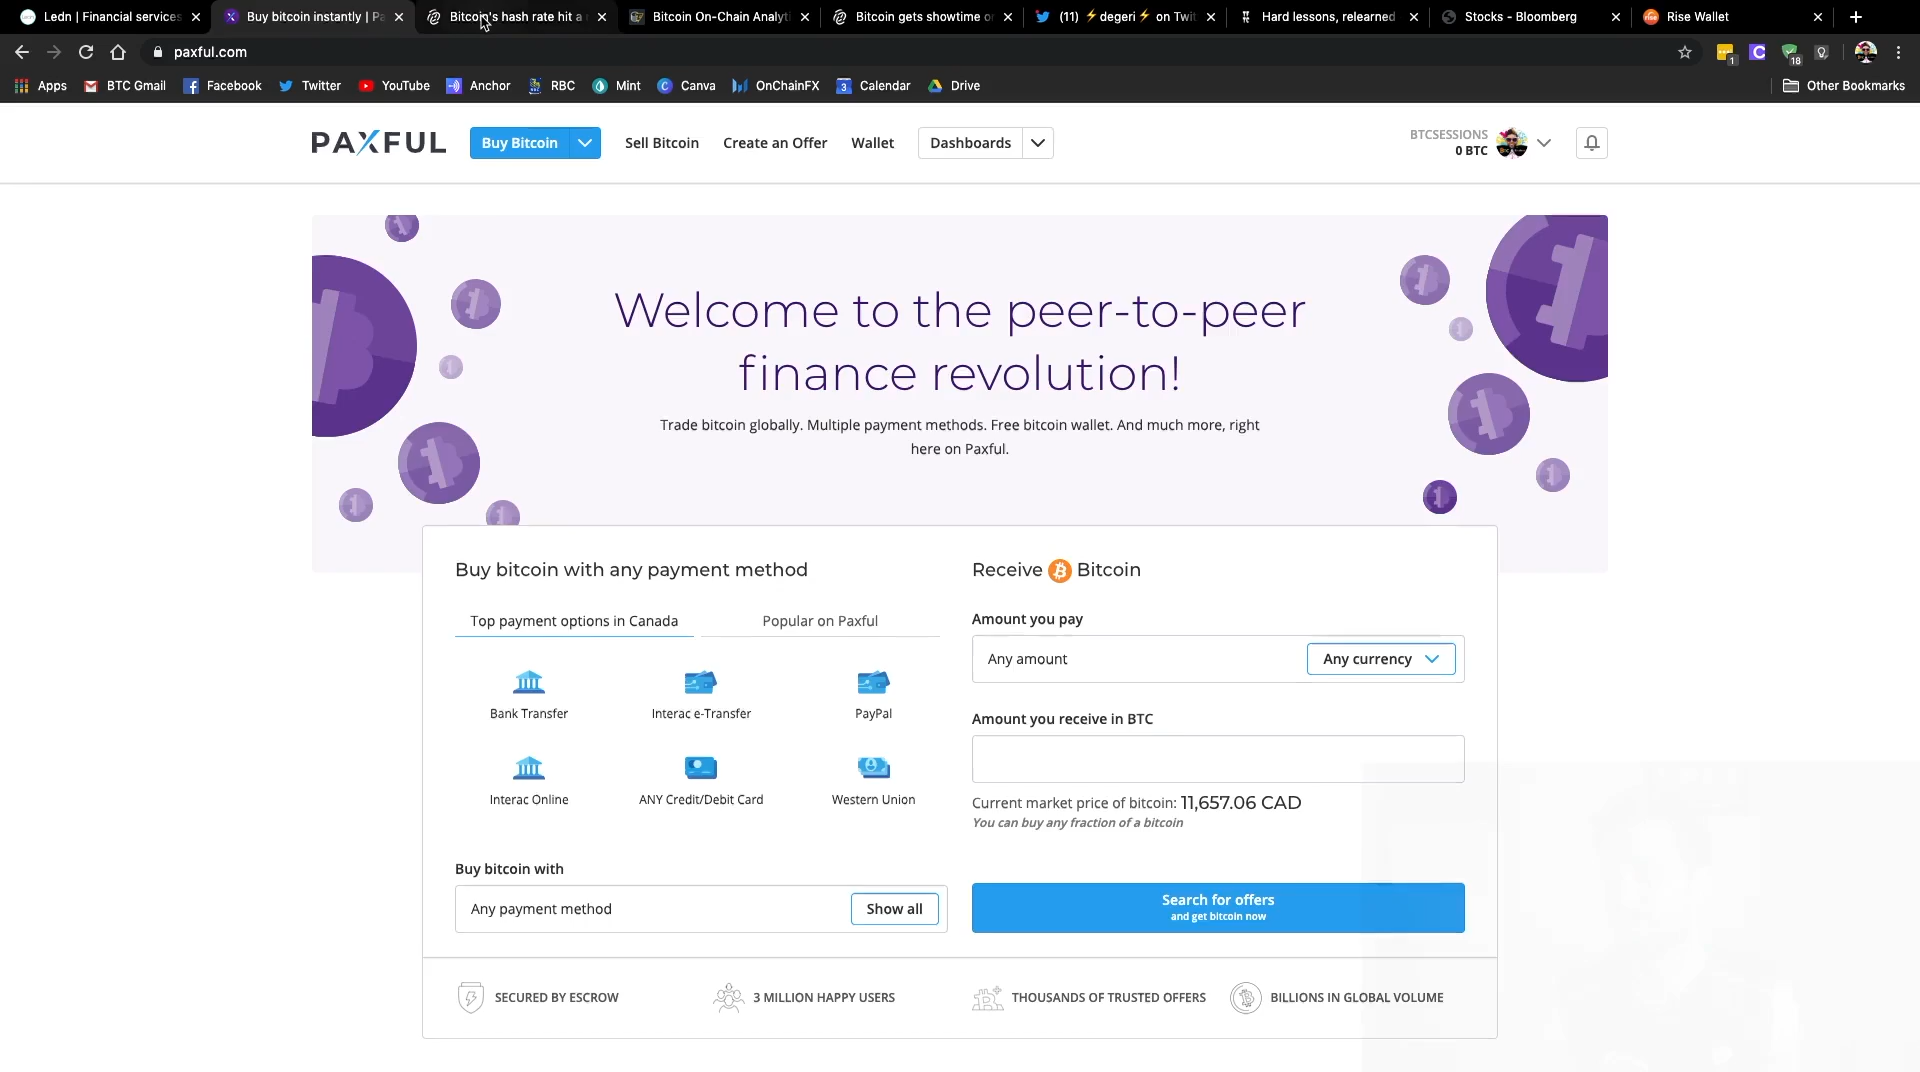 Ledn | Financial services
Buy bitcoin instantly | Pa
Bitcoin's hash rate hit a
Bitcoin On-Chain Analyti
Bitcoin gets showtime or
(11) ⚡degeri⚡ on Twit
Hard lessons, relearned
Stocks - Bloomberg
Rise Wallet
paxful.com
1
18
Apps
BTC Gmail
Facebook
Twitter
YouTube
Anchor
RBC
Mint
Canva
OnChainFX
3
Calendar
Drive
Other Bookmarks
PAXFUL
Buy Bitcoin
Sell Bitcoin
Create an Offer
Wallet
Dashboards
BTCSESSIONS
0 BTC
Welcome to the peer-to-peer
finance revolution!
Trade bitcoin globally. Multiple payment methods. Free bitcoin wallet. And much more, right
here on Paxful.
Buy bitcoin with any payment method
Top payment options in Canada
Popular on Paxful
Bank Transfer
Interac e-Transfer
PayPal
Interac Online
ANY Credit/Debit Card
Western Union
Buy bitcoin with
Any payment method
Show all
Receive Bitcoin
Amount you pay
Any amount
Any currency
Amount you receive in BTC
Current market price of bitcoin: 11,657.06 CAD
You can buy any fraction of a bitcoin
Search for offers
and get bitcoin now
SECURED BY ESCROW
3 MILLION HAPPY USERS
THOUSANDS OF TRUSTED OFFERS
BILLIONS IN GLOBAL VOLUME